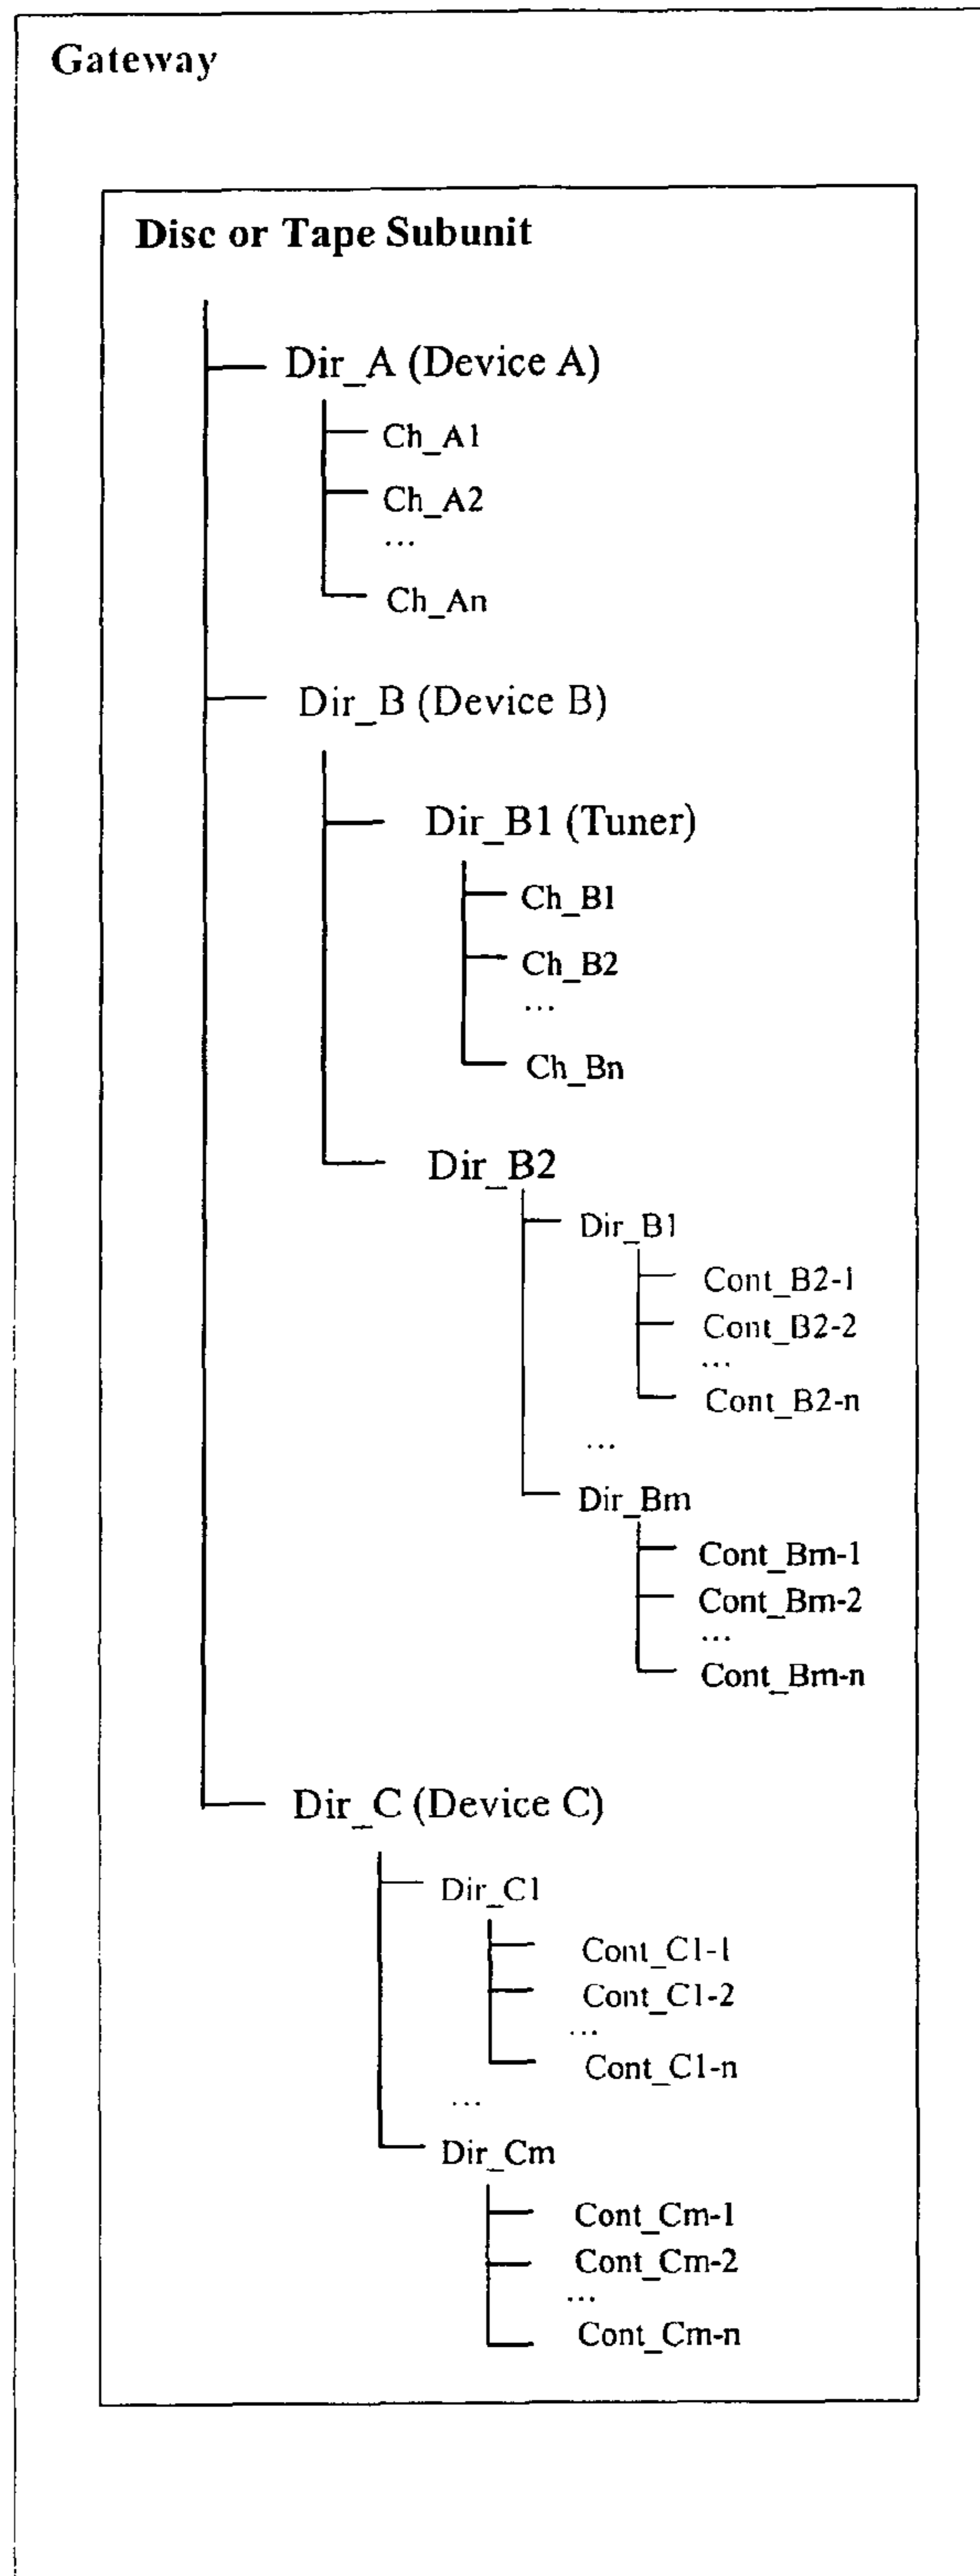 Gateway
Disc or Tape Subunit
Dir_A (Device A)
Ch_A1
Ch_A2
...
Ch_An
Dir_B (Device B)
Dir_B1 (Tuner)
Ch_B1
Ch_B2
...
Ch_Bn
Dir_B2
Dir_B1
Cont_B2-1
Cont_B2-2
...
Cont_B2-n
...
Dir_Bm
Cont_Bm-1
Cont_Bm-2
...
Cont_Bm-n
Dir_C (Device C)
Dir_C1
Cont_C1-1
Cont_C1-2
...
Cont_C1-n
...
Dir_Cm
Cont_Cm-1
Cont_Cm-2
...
Cont_Cm-n